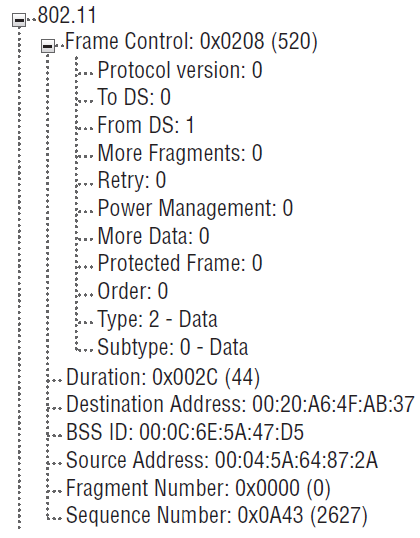 802.11
Frame Control: 0x0208 (520)
Protocol version: 0
To DS: 0
From DS: 1
More Fragments: 0
Retry: 0
Power Management: 0
More Data: 0
Protected Frame: 0
Order: 0
Type: 2 - Data
Subtype: 0 - Data
Duration: 0x002C (44)
Destination Address: 00:20:A6:4F:AB:37
BSS ID: 00:0C:6E:5A:47:D5
Source Address: 00:04:5A:64:87:2A
Fragment Number: 0x0000 (0)
Sequence Number: 0x0A43 (2627)